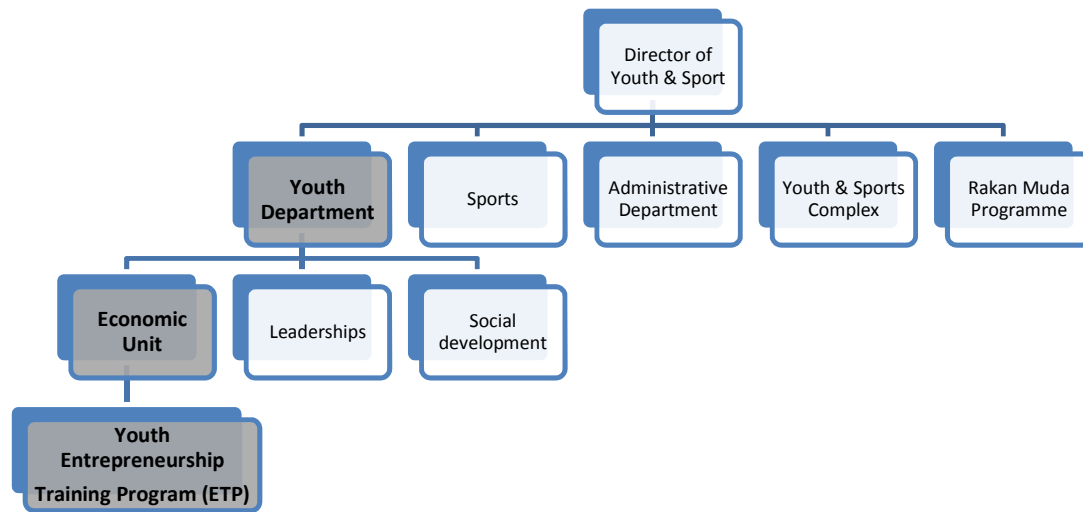 Director of
Youth & Sport
Youth
Department
Sports
Administrative
Department
Youth & Sports
Complex
Rakan Muda
Programme
Economic
Unit
Leaderships
Social
development
Youth
Entrepreneurship
Training Program (ETP)